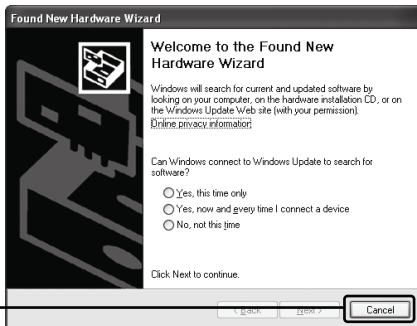 Found New Hardware Wizard
Welcome to the Found New
Hardware Wizard
Windows will search for current and updated software by
looking on your computer, on the hardware installation CD, or on
the Windows Update Web site (with your permission).
Online privacy information
Can Windows connect to Windows Update to search for
software?
Yes, this time only
Yes, now and every time I connect a device
No, not this time
Click Next to continue.
< Back Next > Cancel